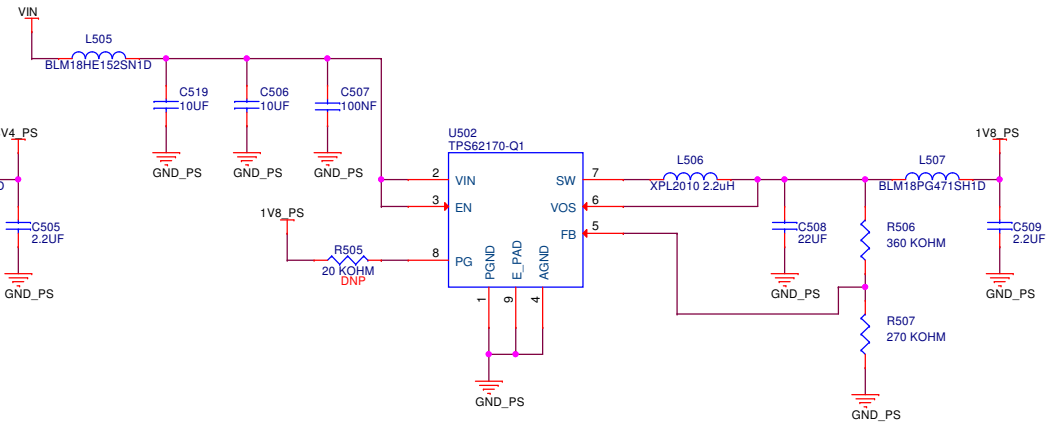 VIN
L505
BLM18HE152SN1D
C519
10UF
C506
10UF
C507
100NF
GND_PS
GND_PS
GND_PS
V4_PS
C505
2.2UF
GND_PS
1V8_PS
R505
20 KOHM
DNP
U502
TPS62170-Q1
2
VIN
3
EN
8
PG
PGND
E_PAD
AGND
1
9
4
SW
7
VOS
6
FB
5
GND_PS
L506
XPL2010 2.2uH
C508
22UF
GND_PS
R506
360 KOHM
R507
270 KOHM
GND_PS
L507
BLM18PG471SH1D
1V8_PS
C509
2.2UF
GND_PS